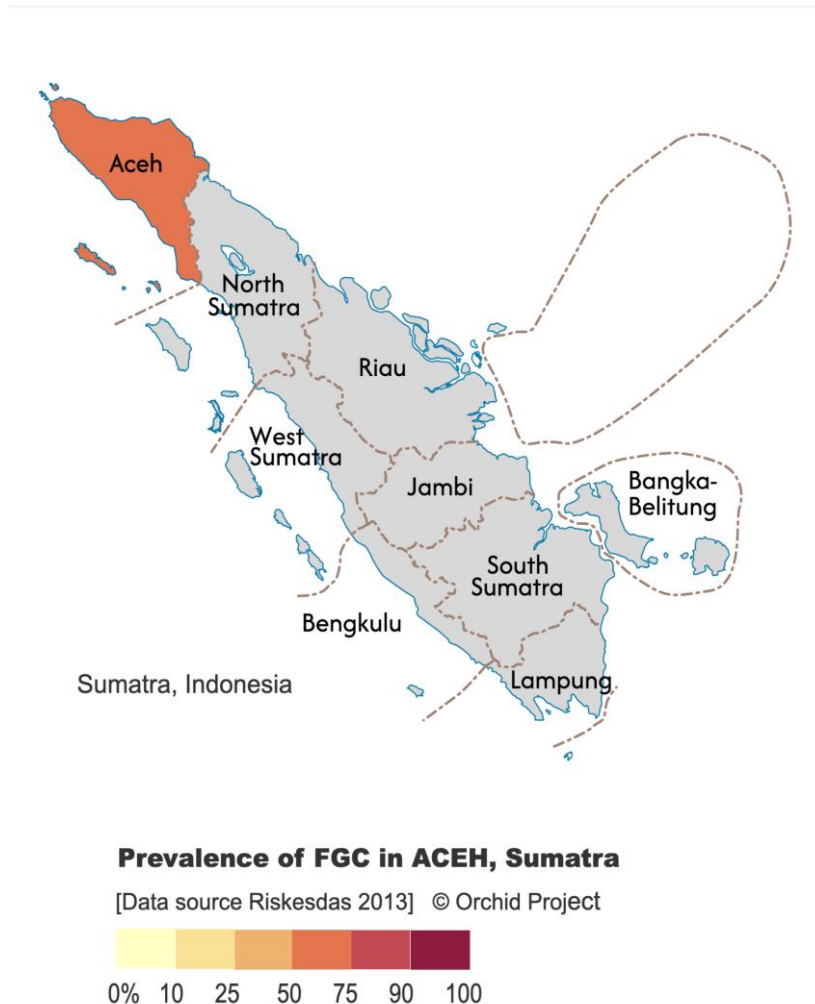 Aceh
North
Sumatra
Riau
West
Sumatra
Jambi
Bangka-
Belitung
South
Sumatra
Bengkulu
Lampung
Sumatra, Indonesia
Prevalence of FGC in ACEH, Sumatra
[Data source Riskesdas 2013] © Orchid Project
0% 10 25 50 75 90 100